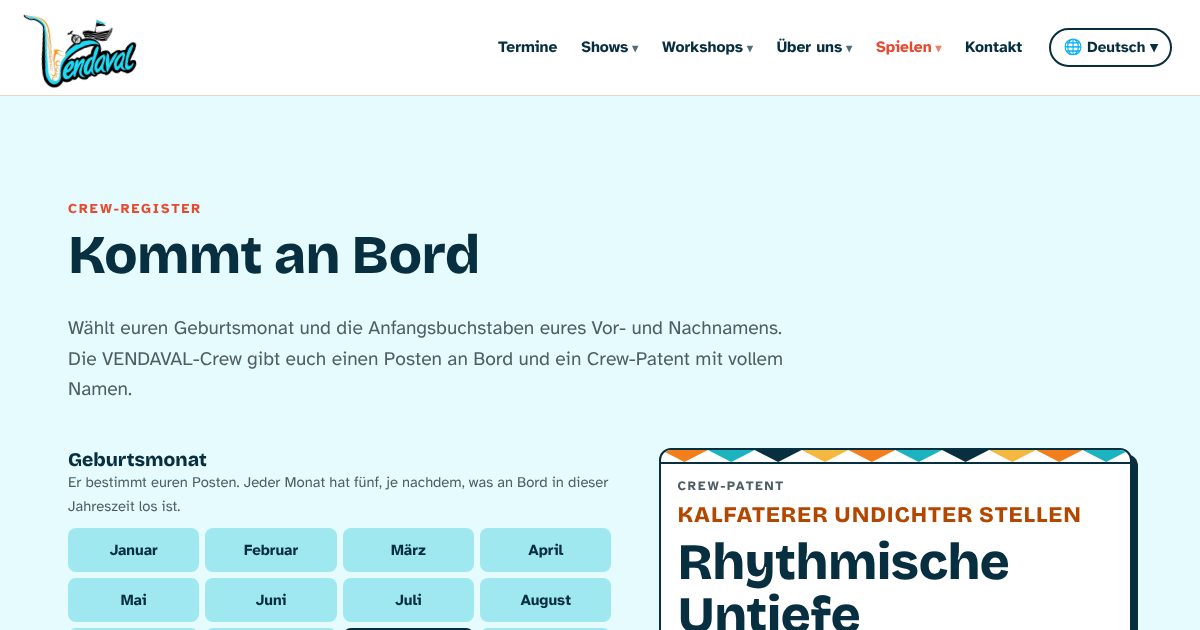 Vendaval
Termine
Shows ▾
Workshops ▾
Über uns ▾
Spielen ▾
Kontakt
🌐 Deutsch ▾
CREW-REGISTER
Kommt an Bord
Wählt euren Geburtsmonat und die Anfangsbuchstaben eures Vor- und Nachnamens.
Die VENDAVAL-Crew gibt euch einen Posten an Bord und ein Crew-Patent mit vollem
Namen.
Geburtsmonat
Er bestimmt euren Posten. Jeder Monat hat fünf, je nachdem, was an Bord in dieser
Jahreszeit los ist.
Januar
Februar
März
April
Mai
Juni
Juli
August
CREW-PATENT
KALFATERER UNDICHTER STELLEN
Rhythmische
Untiefe